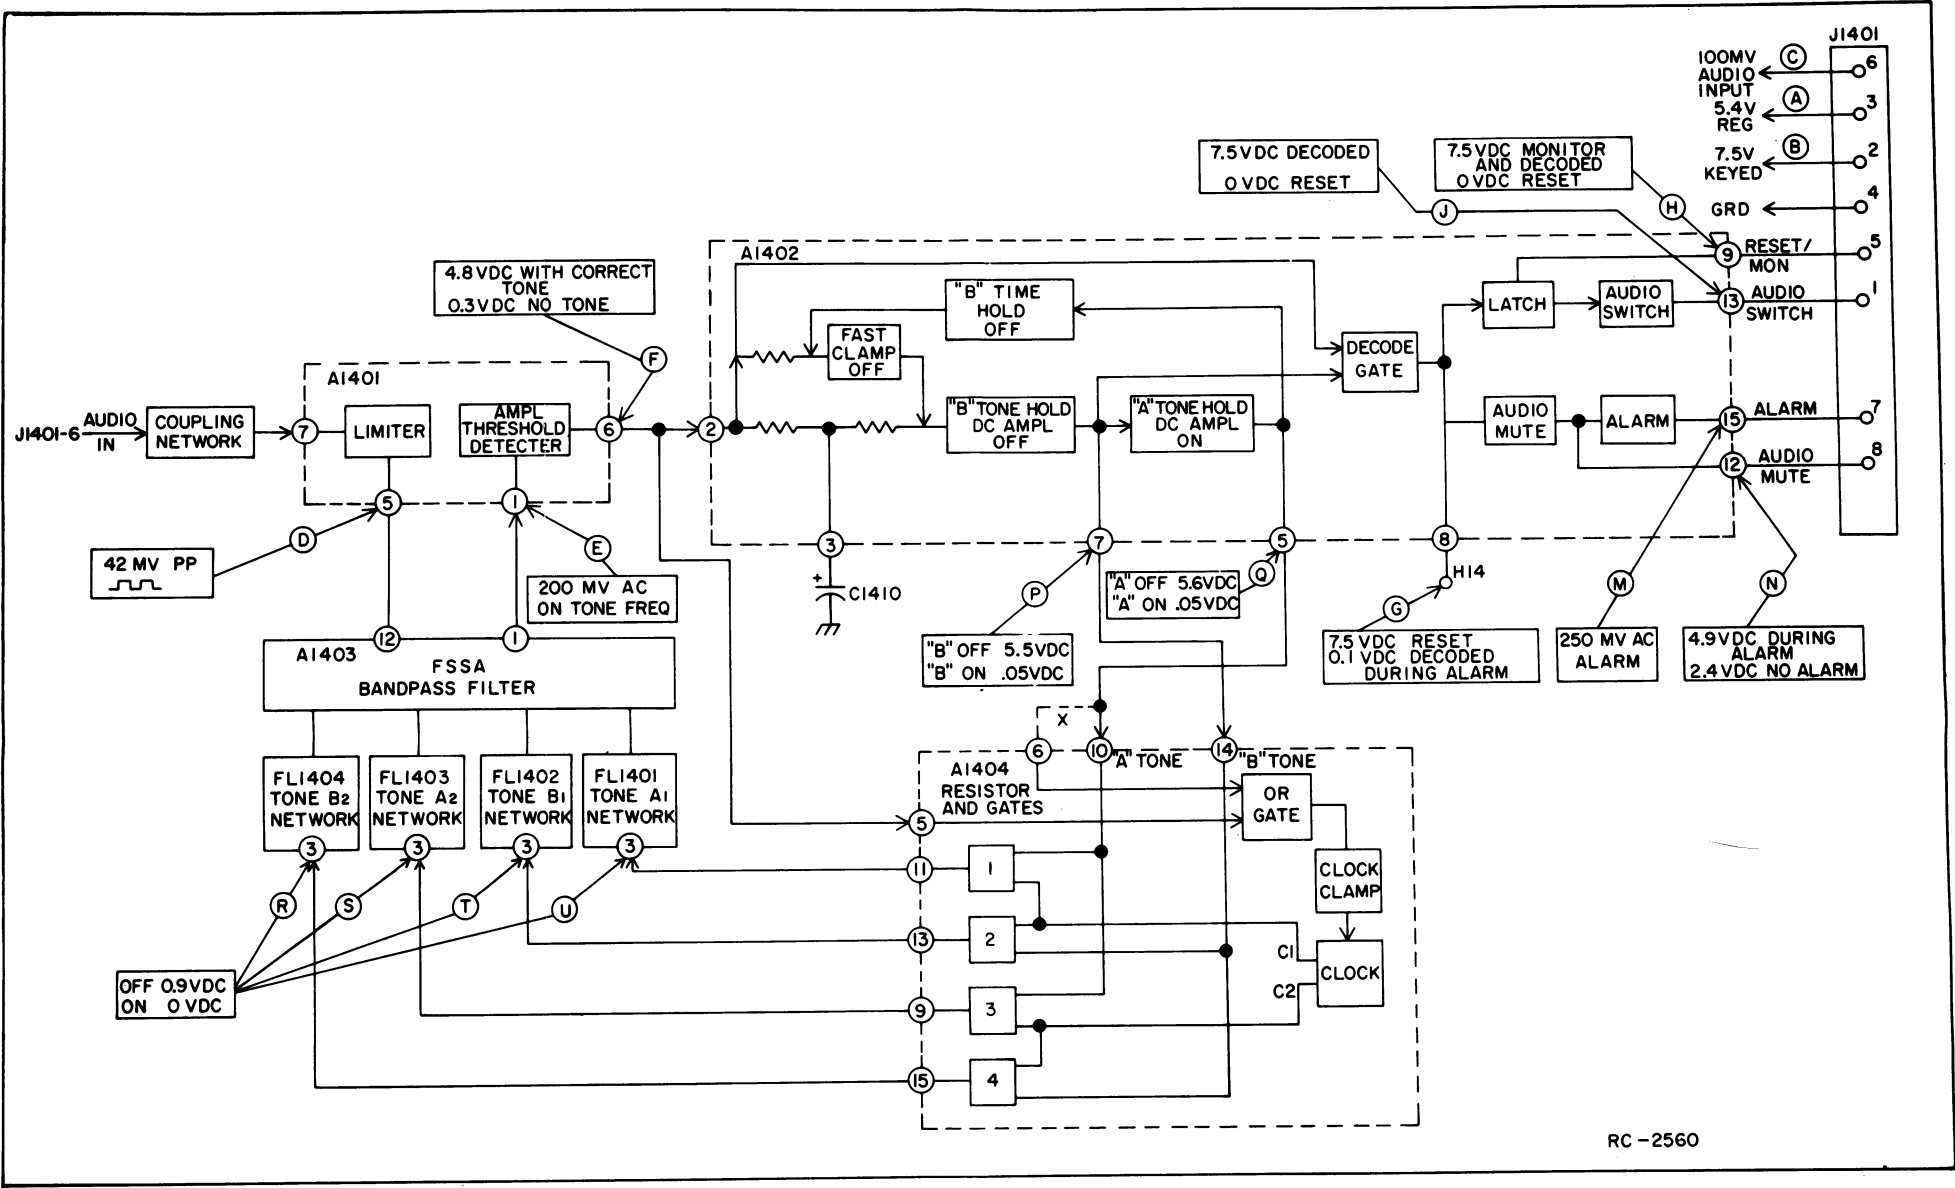 J1401
100MV
AUDIO
INPUT
C
6
5.4V
REG
A
3
7.5V
KEYED
B
2
GRD
4
7.5VDC DECODED
0VDC RESET
7.5VDC MONITOR
AND DECODED
0VDC RESET
J
H
9
RESET/
MON
5
13
AUDIO
SWITCH
1
15
ALARM
7
12
AUDIO
MUTE
8
4.8VDC WITH CORRECT
TONE
0.3VDC NO TONE
F
A1402
"B" TIME
HOLD
OFF
FAST
CLAMP
OFF
DECODE
GATE
LATCH
AUDIO
SWITCH
AUDIO
MUTE
ALARM
A1401
J1401-6
AUDIO
IN
COUPLING
NETWORK
7
LIMITER
AMPL
THRESHOLD
DETECTER
6
2
"B" TONE HOLD
DC AMPL
OFF
"A" TONE HOLD
DC AMPL
ON
5
1
3
7
5
8
D
E
42 MV PP
200 MV AC
ON TONE FREQ
+
C1410
P
"A" OFF 5.6VDC
"A" ON .05VDC
Q
H14
G
M
N
"B" OFF 5.5VDC
"B" ON .05VDC
7.5VDC RESET
0.1VDC DECODED
DURING ALARM
250 MV AC
ALARM
4.9VDC DURING
ALARM
2.4VDC NO ALARM
12
1
A1403
FSSA
BANDPASS FILTER
X
6
10
"A" TONE
14
"B" TONE
FL1404
TONE B2
NETWORK
3
FL1403
TONE A2
NETWORK
3
FL1402
TONE B1
NETWORK
3
FL1401
TONE A1
NETWORK
3
A1404
RESISTOR
AND GATES
OR
GATE
5
11
1
CLOCK
CLAMP
R
S
T
U
13
2
C1
C2
CLOCK
OFF 0.9VDC
ON 0VDC
9
3
15
4
RC-2560